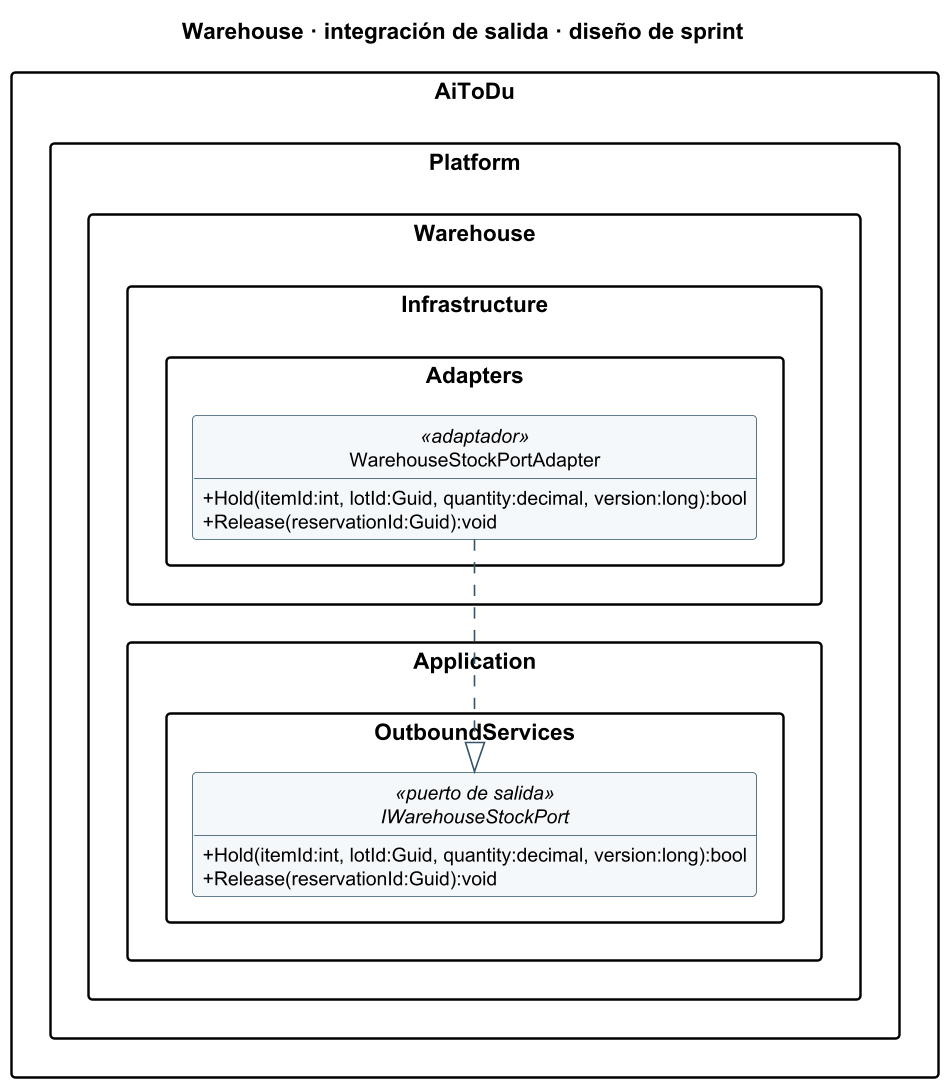 Warehouse · integración de salida · diseño de sprint
AiToDu
Platform
Warehouse
Infrastructure
Adapters
«adaptador»
WarehouseStockPortAdapter
+Hold(itemId:int, lotId:Guid, quantity:decimal, version:long):bool
+Release(reservationId:Guid):void
Application
OutboundServices
«puerto de salida»
IWarehouseStockPort
+Hold(itemId:int, lotId:Guid, quantity:decimal, version:long):bool
+Release(reservationId:Guid):void